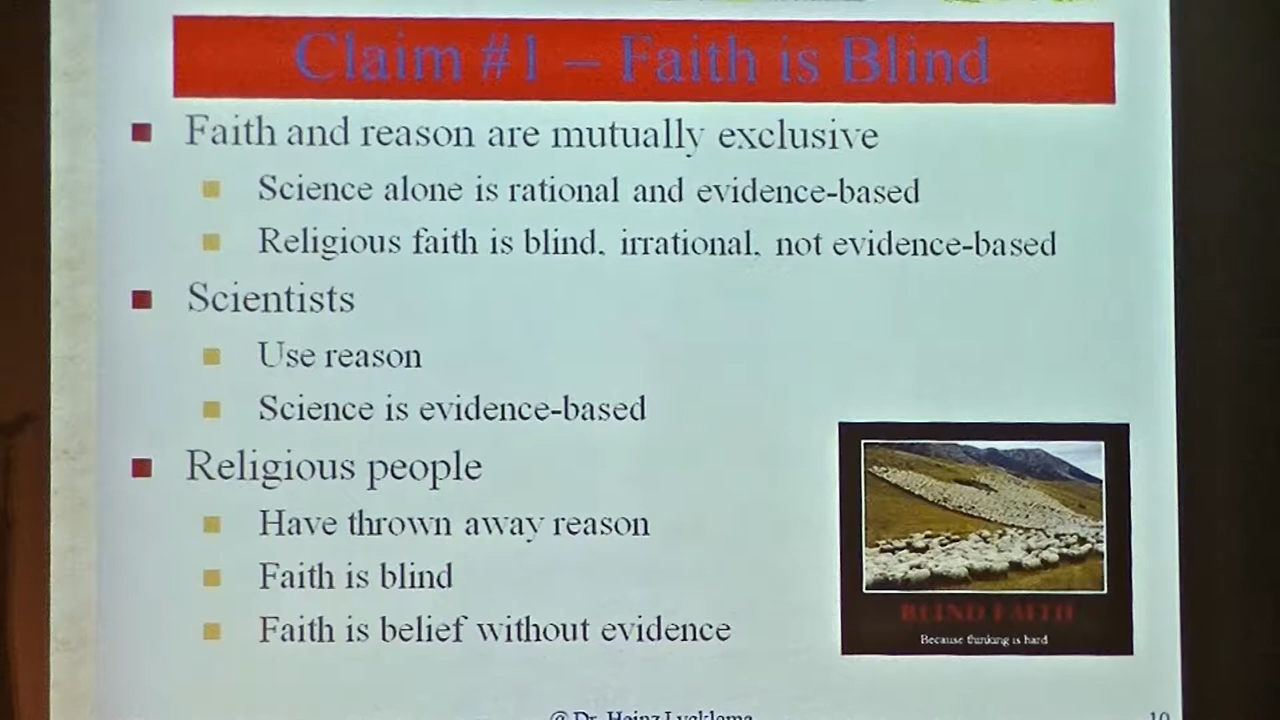 Claim #1 – Faith is Blind
Faith and reason are mutually exclusive
Science alone is rational and evidence-based
Religious faith is blind, irrational, not evidence-based
Scientists
Use reason
Science is evidence-based
Religious people
Have thrown away reason
Faith is blind
Faith is belief without evidence
BLIND FAITH
Because thinking is hard
@ Dr. Heinz Lycklama
10